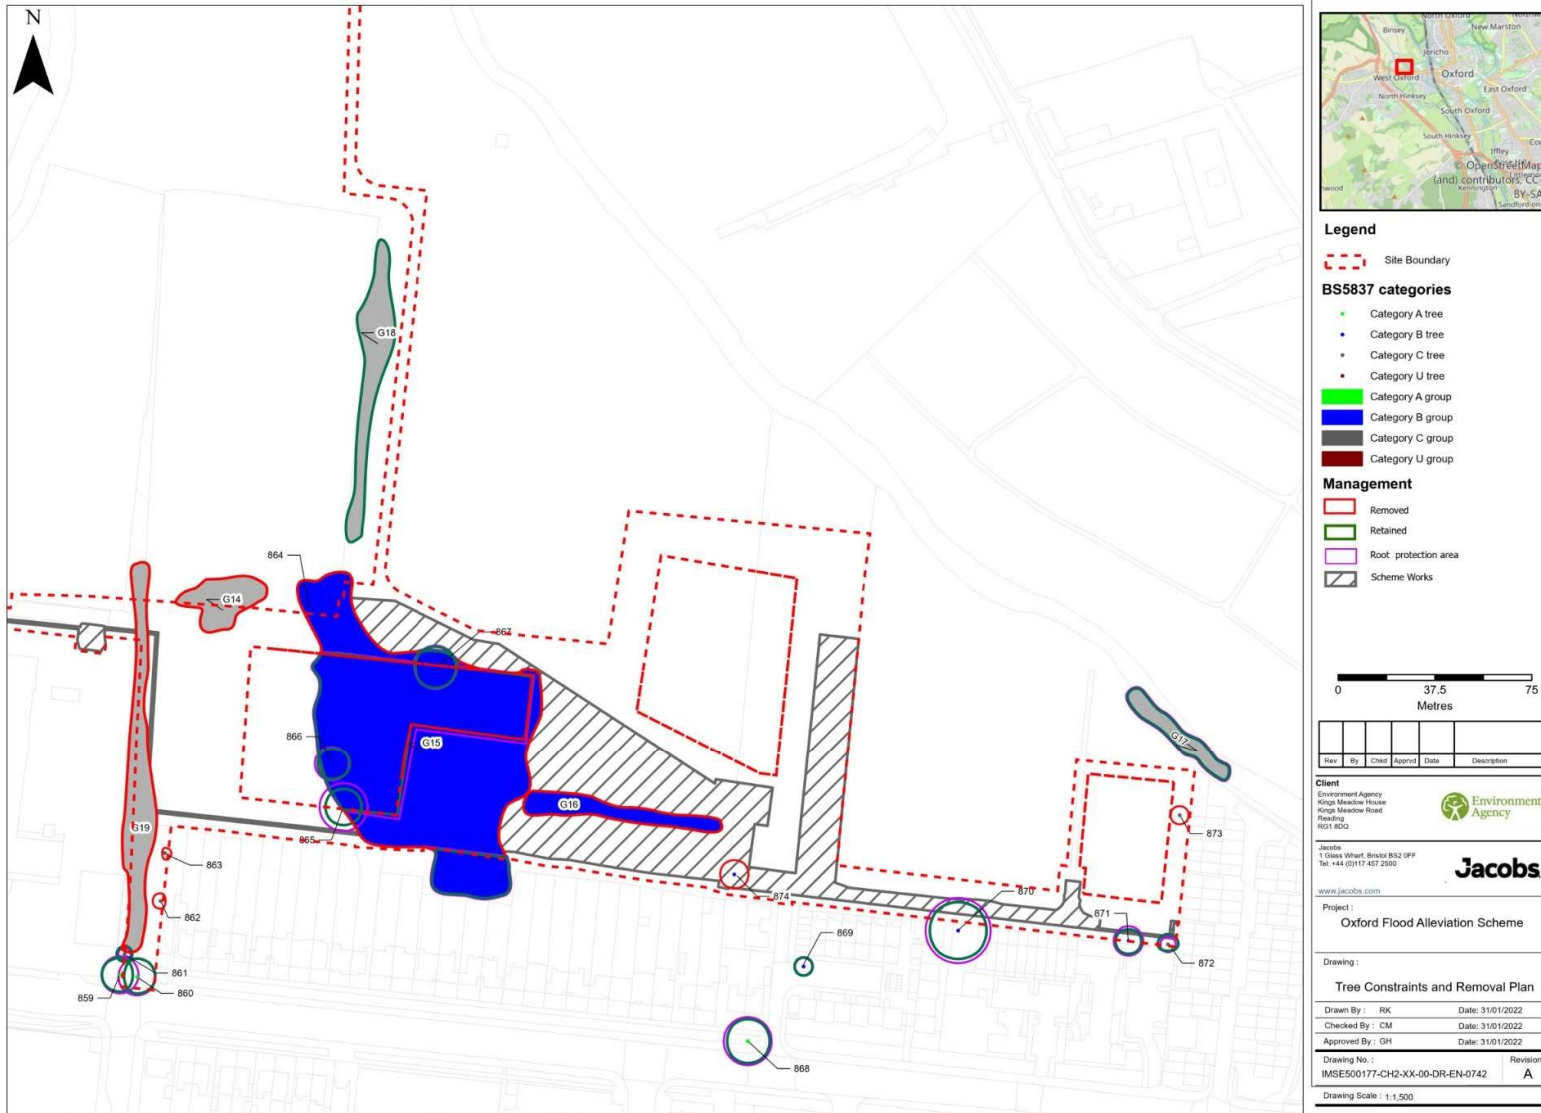 N
G18
864
G14
867
866
G15
G16
G19
865
863
862
861
860
859
874
869
868
870
871
872
873
G17
Binsey
New Marston
Jericho
West Oxford
Oxford
East Oxford
North Hinksey
South Oxford
South Hinksey
Iffley
© OpenStreetMap
(and) contributors, CC-
Kennington
BY-SA
Legend
Site Boundary
BS5837 categories
Category A tree
Category B tree
Category C tree
Category U tree
Category A group
Category B group
Category C group
Category U group
Management
Removed
Retained
Root protection area
Scheme Works
0 37.5 75
Metres
Rev By Chkd Apprvd Date Description
Client
Environment Agency
Kings Meadow House
Kings Meadow Road
Reading
RG1 8DQ
Environment
Agency
Jacobs
1 Glass Wharf, Bristol BS2 0FF
Tel: +44 (0)117 457 2500
Jacobs
www.jacobs.com
Project :
Oxford Flood Alleviation Scheme
Drawing :
Tree Constraints and Removal Plan
Drawn By : RK Date: 31/01/2022
Checked By : CM Date: 31/01/2022
Approved By : GH Date: 31/01/2022
Drawing No. : Revision
IMSE500177-CH2-XX-00-DR-EN-0742 A
Drawing Scale : 1:1,500